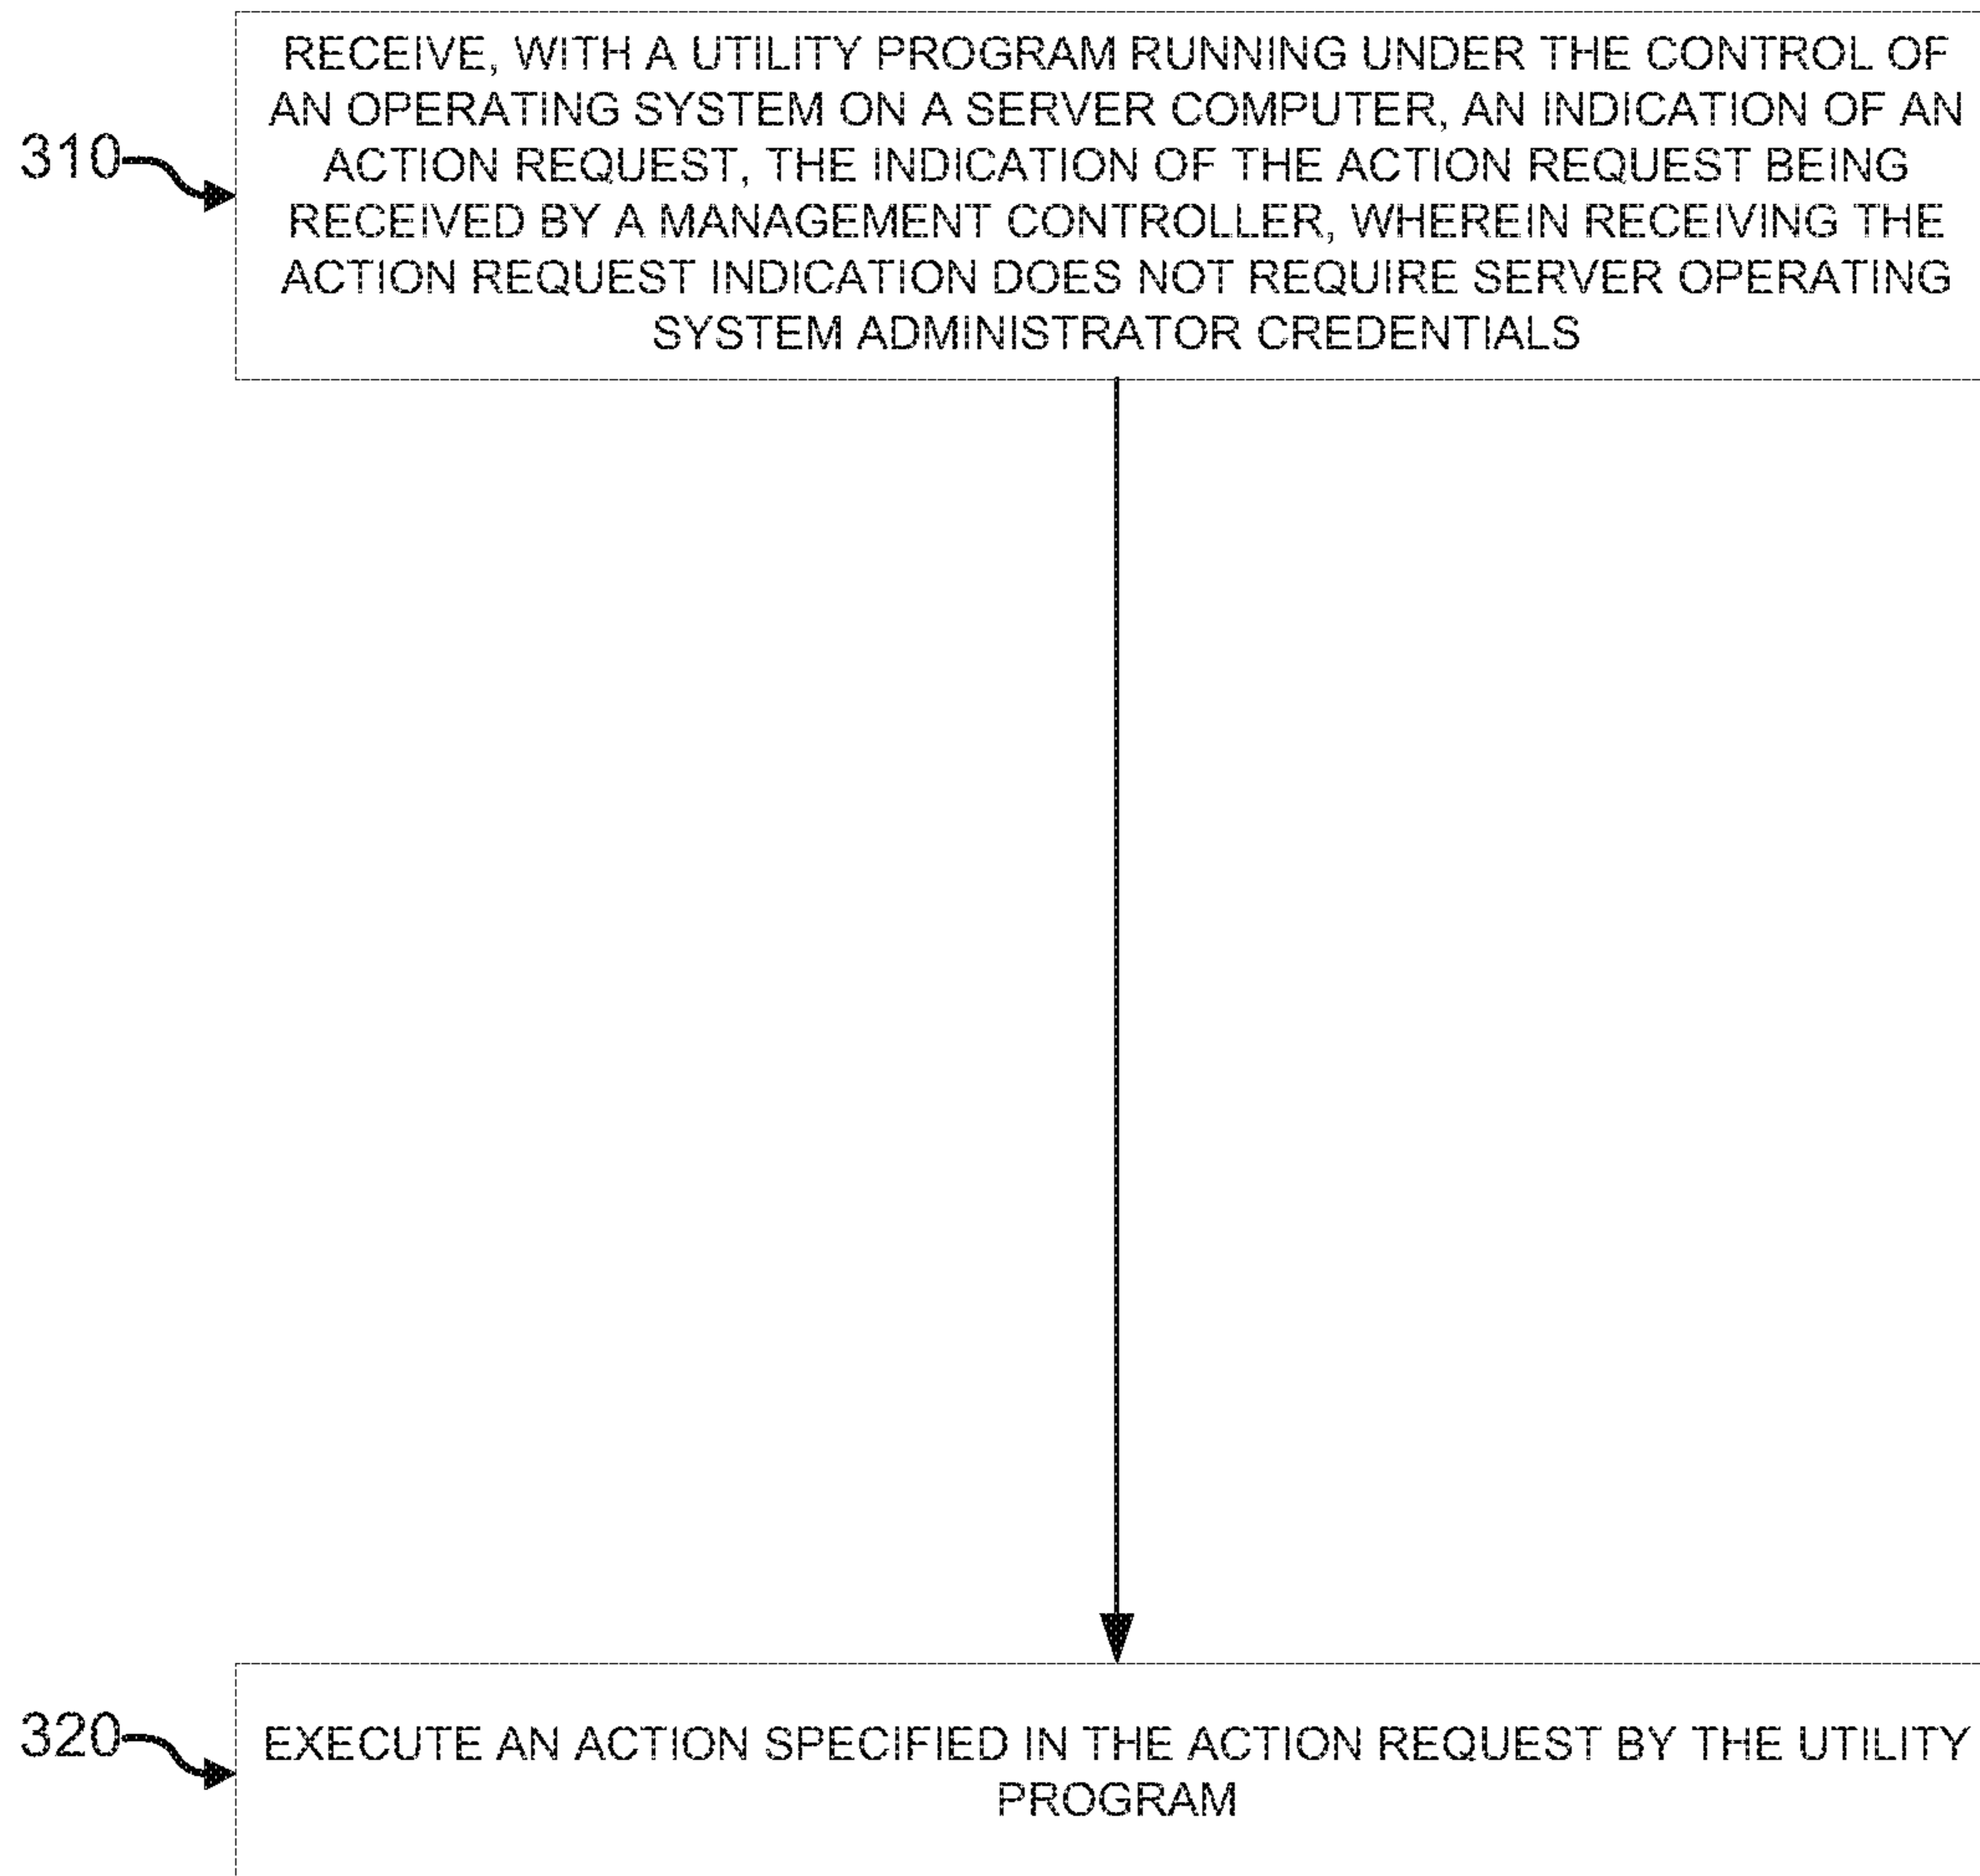 RECEIVE, WITH A UTILITY PROGRAM RUNNING UNDER THE CONTROL OF
AN OPERATING SYSTEM ON A SERVER COMPUTER, AN INDICATION OF AN
310
ACTION REQUEST, THE INDICATION OF THE ACTION REQUEST BEING
RECEIVED BY A MANAGEMENT CONTROLLER, WHEREIN RECEIVING THE
ACTION REQUEST INDICATION DOES NOT REQUIRE SERVER OPERATING
SYSTEM ADMINISTRATOR CREDENTIALS
320
EXECUTE AN ACTION SPECIFIED IN THE ACTION REQUEST BY THE UTILITY
PROGRAM